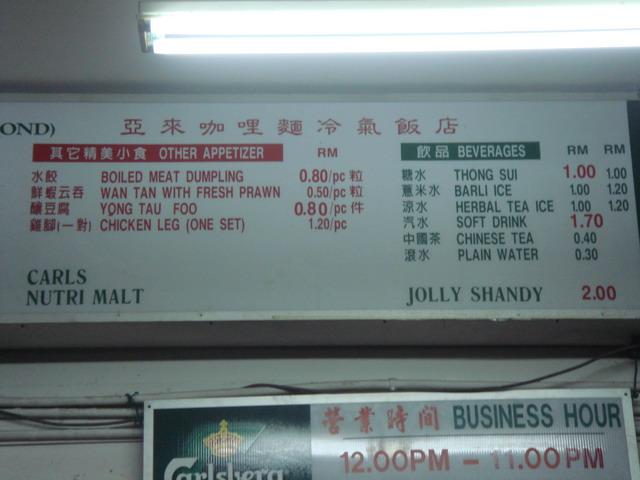 OND) 亞來咖哩麵冷氣飯店
其它精美小食 OTHER APPETIZER RM
水餃 BOILED MEAT DUMPLING 0.80/pc 粒
鮮蝦云吞 WAN TAN WITH FRESH PRAWN 0.50/pc 粒
釀豆腐 YONG TAU FOO 0.80/pc 件
雞腳(一對) CHICKEN LEG (ONE SET) 1.20/pc
CARLS
NUTRI MALT
飲品 BEVERAGES RM RM
糖水 THONG SUI 1.00 1.00
薏米水 BARLI ICE 1.00 1.20
涼水 HERBAL TEA ICE 1.00 1.20
汽水 SOFT DRINK 1.70
中國茶 CHINESE TEA 0.40
滾水 PLAIN WATER 0.30
JOLLY SHANDY 2.00
Carlsberg
營業時間 BUSINESS HOUR
12.00PM – 11.00PM